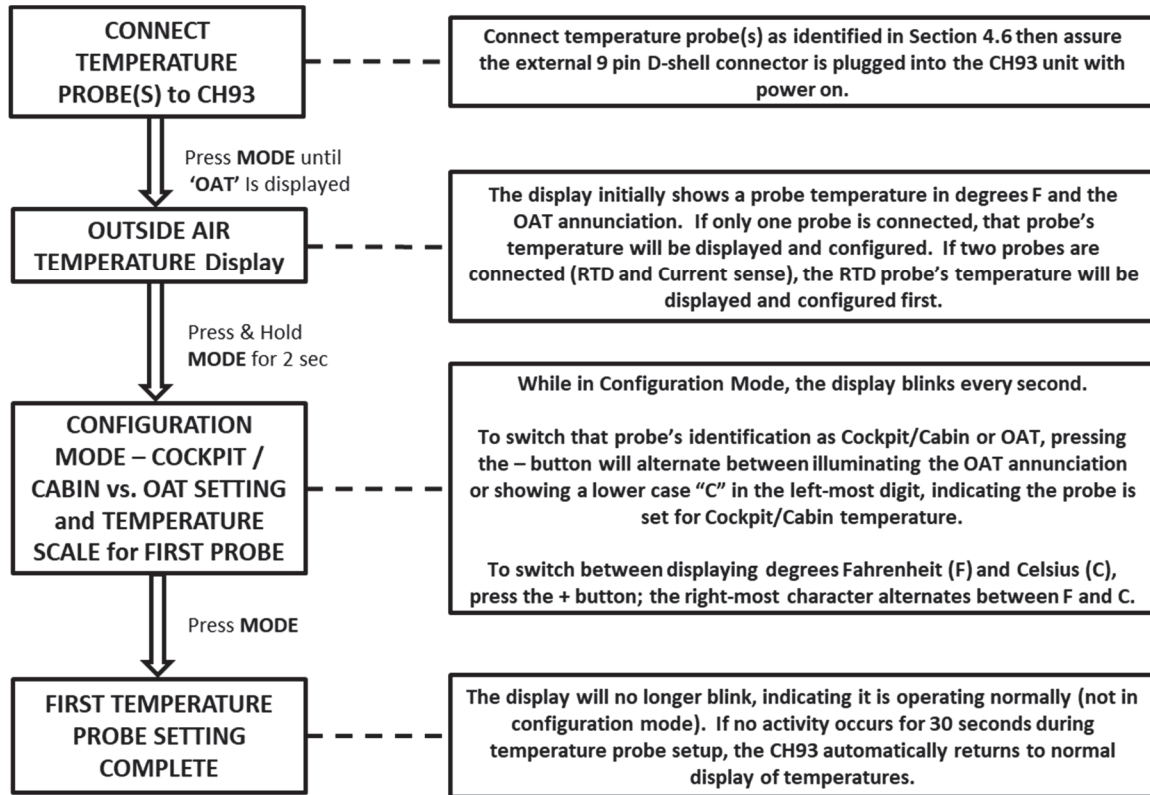 CONNECT
TEMPERATURE
PROBE(S) to CH93
Connect temperature probe(s) as identified in Section 4.6 then assure
the external 9 pin D-shell connector is plugged into the CH93 unit with
power on.
Press MODE until
‘OAT’ Is displayed
OUTSIDE AIR
TEMPERATURE Display
The display initially shows a probe temperature in degrees F and the
OAT annunciation. If only one probe is connected, that probe’s
temperature will be displayed and configured. If two probes are
connected (RTD and Current sense), the RTD probe’s temperature will be
displayed and configured first.
Press & Hold
MODE for 2 sec
CONFIGURATION
MODE – COCKPIT /
CABIN vs. OAT SETTING
and TEMPERATURE
SCALE for FIRST PROBE
While in Configuration Mode, the display blinks every second.
To switch that probe’s identification as Cockpit/Cabin or OAT, pressing
the – button will alternate between illuminating the OAT annunciation
or showing a lower case “C” in the left-most digit, indicating the probe is
set for Cockpit/Cabin temperature.
To switch between displaying degrees Fahrenheit (F) and Celsius (C),
press the + button; the right-most character alternates between F and C.
Press MODE
FIRST TEMPERATURE
PROBE SETTING
COMPLETE
The display will no longer blink, indicating it is operating normally (not in
configuration mode). If no activity occurs for 30 seconds during
temperature probe setup, the CH93 automatically returns to normal
display of temperatures.